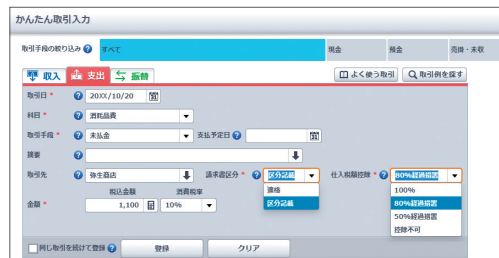 かんたん取引入力
取引手段の絞り込み ? すべて 現金 預金 売掛・未収
収入 支出 振替 よく使う取引 取引例を探す
取引日 * ? 20XX/10/20
科目 * ? 消耗品費
取引手段 * ? 未払金 支払予定日 ?
摘要 ?
取引先 ? 弥生商店 請求書区分 * ? 区分記載 仕入税額控除 * ? 80%経過措置
適格 100%
税込金額 消費税率 区分記載 80%経過措置
金額 * 1,100 10% 50%経過措置
控除不可
同じ取引を続けて登録 ? 登録 クリア